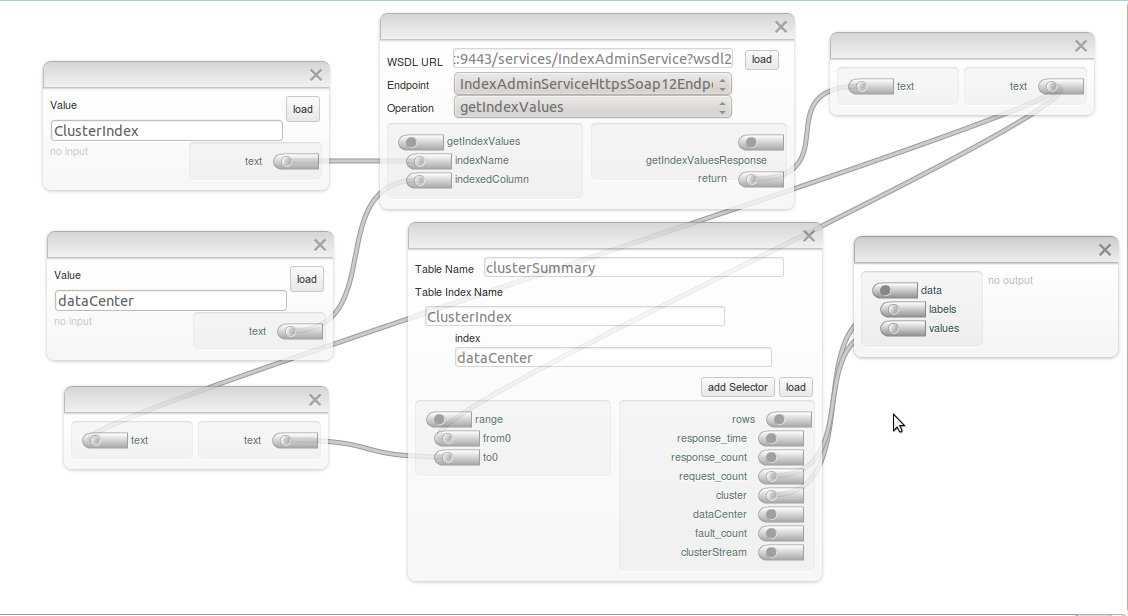 Value
load
ClusterIndex
no input
text
WSDL URL
::9443/services/IndexAdminService?wsdl2
load
Endpoint
IndexAdminServiceHttpsSoap12Endp
Operation
getIndexValues
getIndexValues
indexName
indexedColumn
getIndexValuesResponse
return
text
text
Value
load
dataCenter
no input
text
Table Name
clusterSummary
Table Index Name
ClusterIndex
index
dataCenter
add Selector
load
range
from0
to0
rows
response_time
response_count
request_count
cluster
dataCenter
fault_count
clusterStream
data
labels
values
no output
text
text